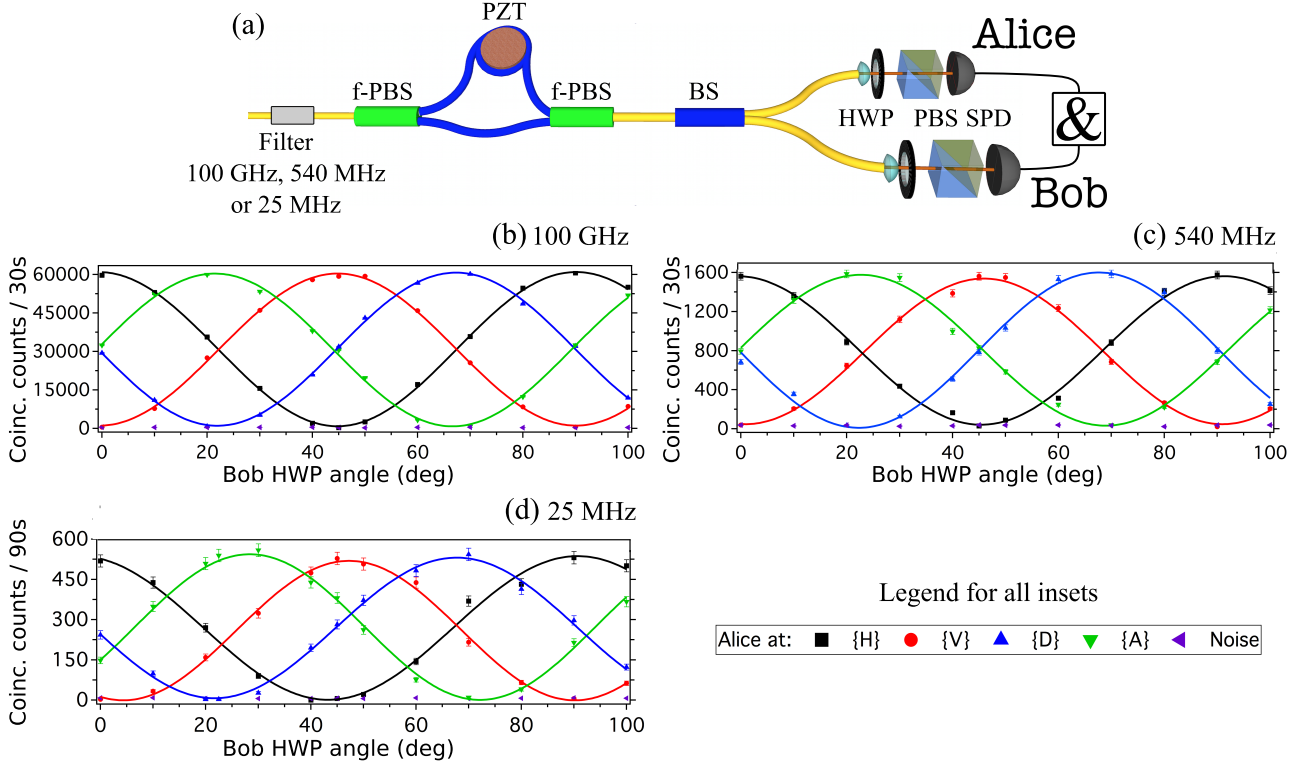 (a)
PZT
Alice
f-PBS
f-PBS
BS
HWP
PBS
SPD
&
Filter
100 GHz, 540 MHz
or 25 MHz
Bob
(b) 100 GHz
Coinc. counts / 30s
60000
45000
30000
15000
0
0 20 40 60 80 100
Bob HWP angle (deg)
(c) 540 MHz
Coinc. counts / 30s
1600
1200
800
400
0
0 20 40 60 80 100
Bob HWP angle (deg)
(d) 25 MHz
Coinc. counts / 90s
600
450
300
150
0
0 20 40 60 80 100
Bob HWP angle (deg)
Legend for all insets
Alice at: {H} {V} {D} {A} Noise